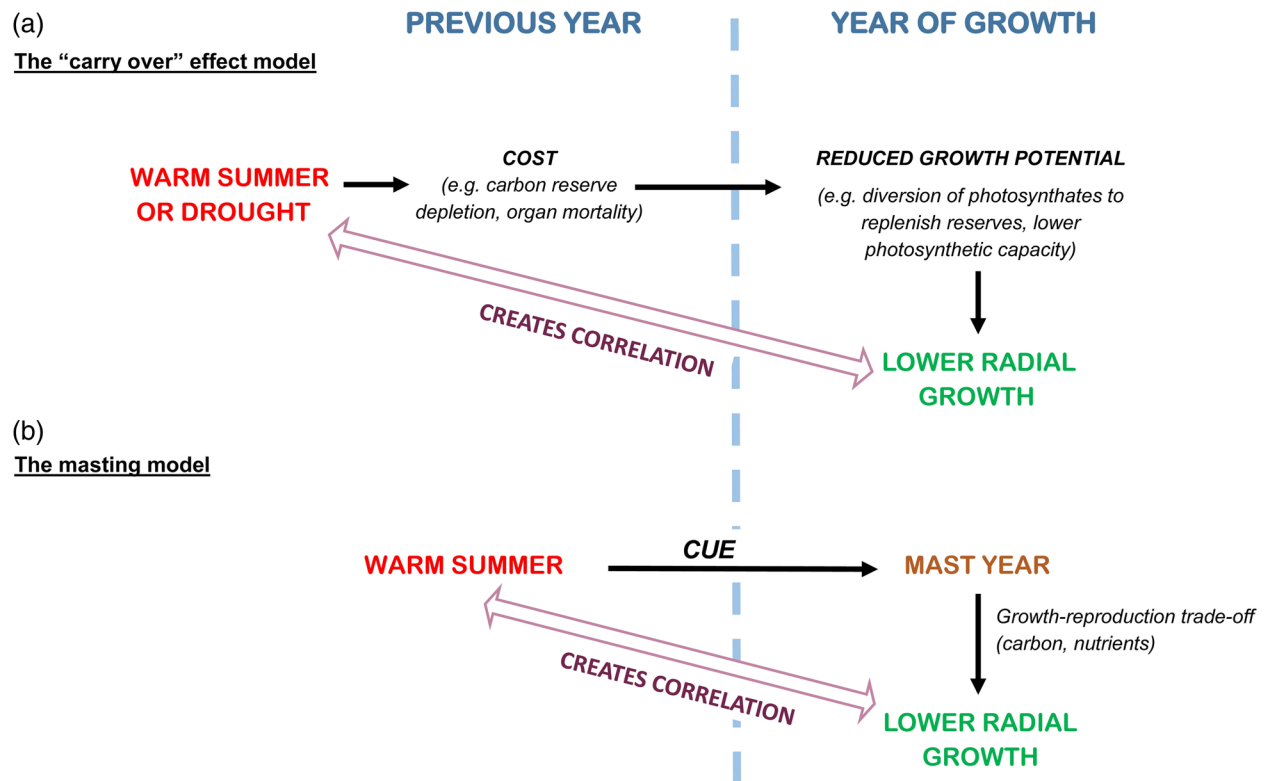 (a)
PREVIOUS YEAR
YEAR OF GROWTH
The “carry over” effect model
WARM SUMMER
OR DROUGHT
COST
(e.g. carbon reserve
depletion, organ mortality)
REDUCED GROWTH POTENTIAL
(e.g. diversion of photosynthates to
replenish reserves, lower
photosynthetic capacity)
CREATES CORRELATION
LOWER RADIAL
GROWTH
(b)
The masting model
WARM SUMMER
CUE
MAST YEAR
Growth-reproduction trade-off
(carbon, nutrients)
CREATES CORRELATION
LOWER RADIAL
GROWTH